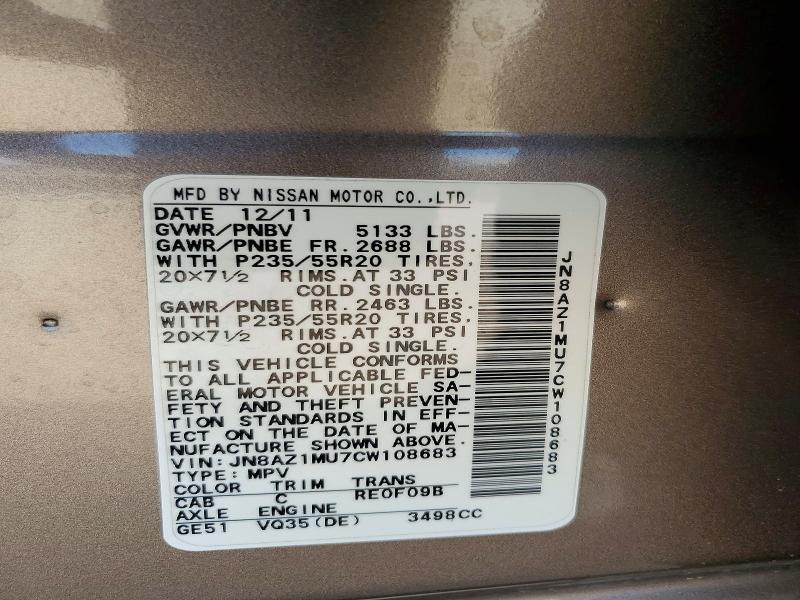 MFD BY NISSAN MOTOR CO.,LTD.
DATE 12/11
GVWR/PNBV 5133 LBS.
GAWR/PNBE FR. 2688 LBS.
WITH P235/55R20 TIRES.
20X7½ RIMS. AT 33 PSI
COLD SINGLE.
GAWR/PNBE RR. 2463 LBS.
WITH P235/55R20 TIRES.
20X7½ RIMS. AT 33 PSI
COLD SINGLE.
THIS VEHICLE CONFORMS
TO ALL APPLICABLE FED-
ERAL MOTOR VEHICLE SA-
FETY AND THEFT PREVEN-
TION STANDARDS IN EFF-
ECT ON THE DATE OF MA-
NUFACTURE SHOWN ABOVE.
VIN:JN8AZ1MU7CW108683
TYPE:MPV
COLOR TRIM TRANS
CAB C RE0F09B
AXLE ENGINE
GE51 VQ35(DE) 3498CC
JN8AZ1MU7CW108683